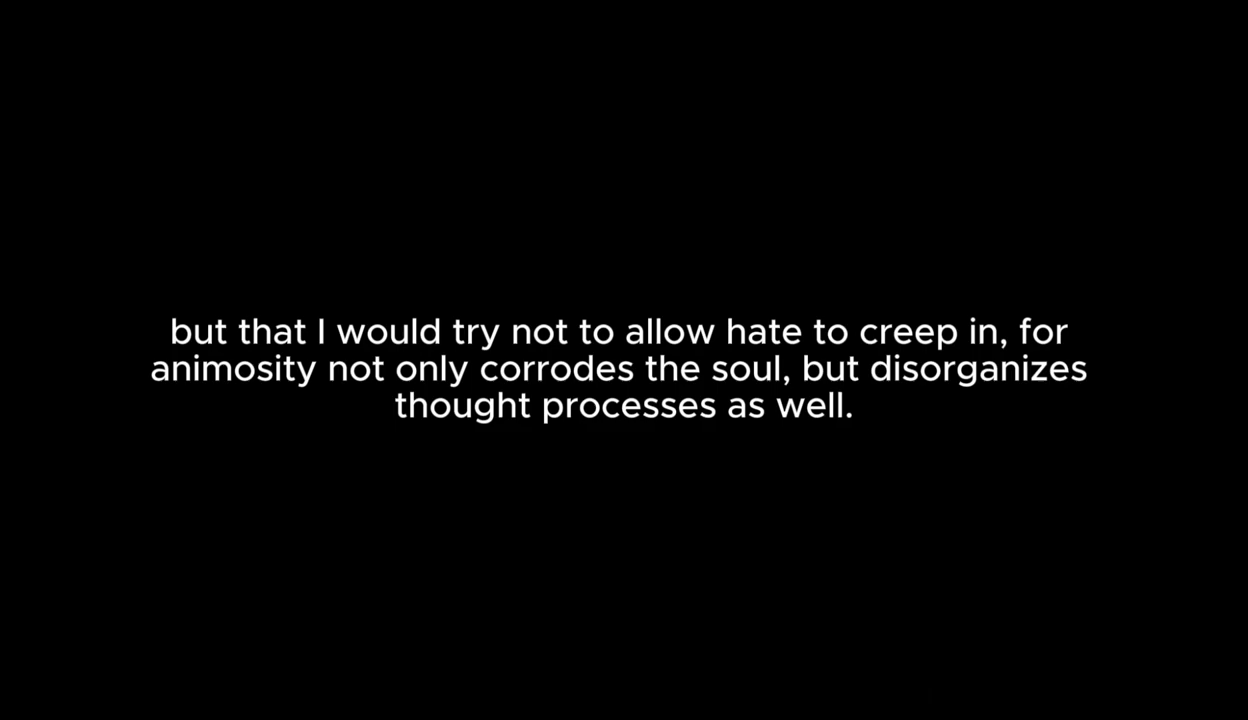 but that I would try not to allow hate to creep in, for
animosity not only corrodes the soul, but disorganizes
thought processes as well.